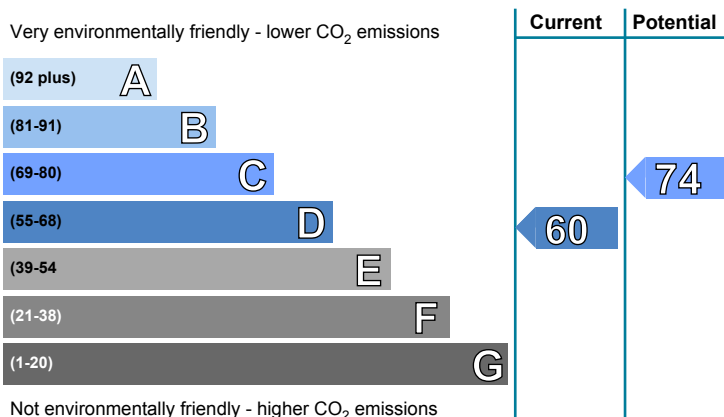 Current Potential
Very environmentally friendly - lower CO2 emissions
(92 plus) A
(81-91) B
(69-80) C
74
(55-68) D
60
(39-54 E
(21-38) F
(1-20) G
Not environmentally friendly - higher CO2 emissions